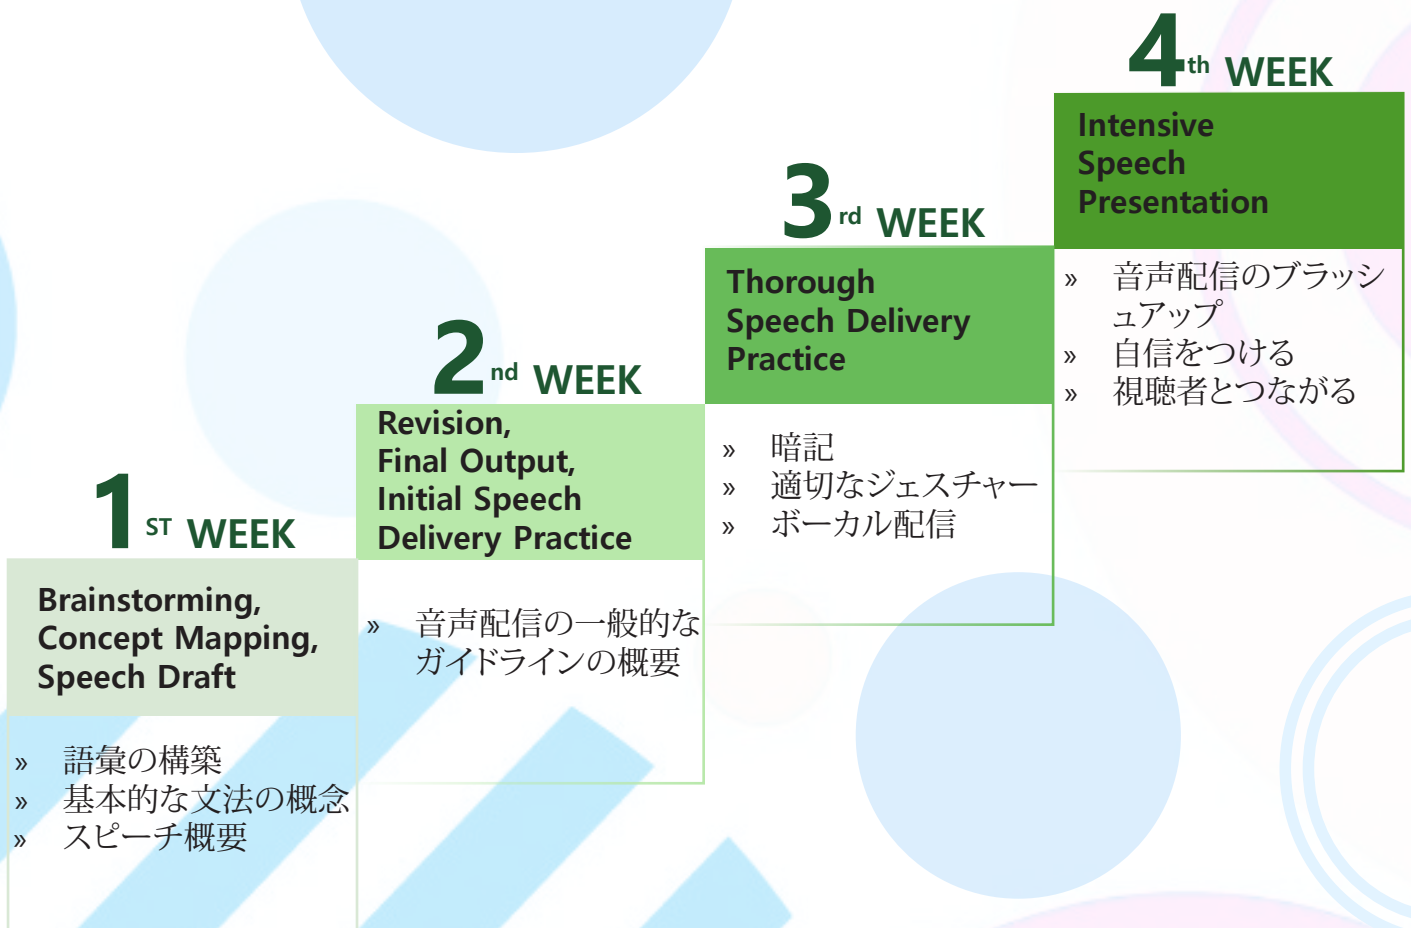 1ST WEEK
Brainstorming,
Concept Mapping,
Speech Draft
» 語彙の構築
» 基本的な文法の概念
» スピーチ概要
2nd WEEK
Revision,
Final Output,
Initial Speech
Delivery Practice
» 音声配信の一般的な
ガイドラインの概要
3rd WEEK
Thorough
Speech Delivery
Practice
» 暗記
» 適切なジェスチャー
» ボーカル配信
4th WEEK
Intensive
Speech
Presentation
» 音声配信のブラッシ
ュアップ
» 自信をつける
» 視聴者とつながる